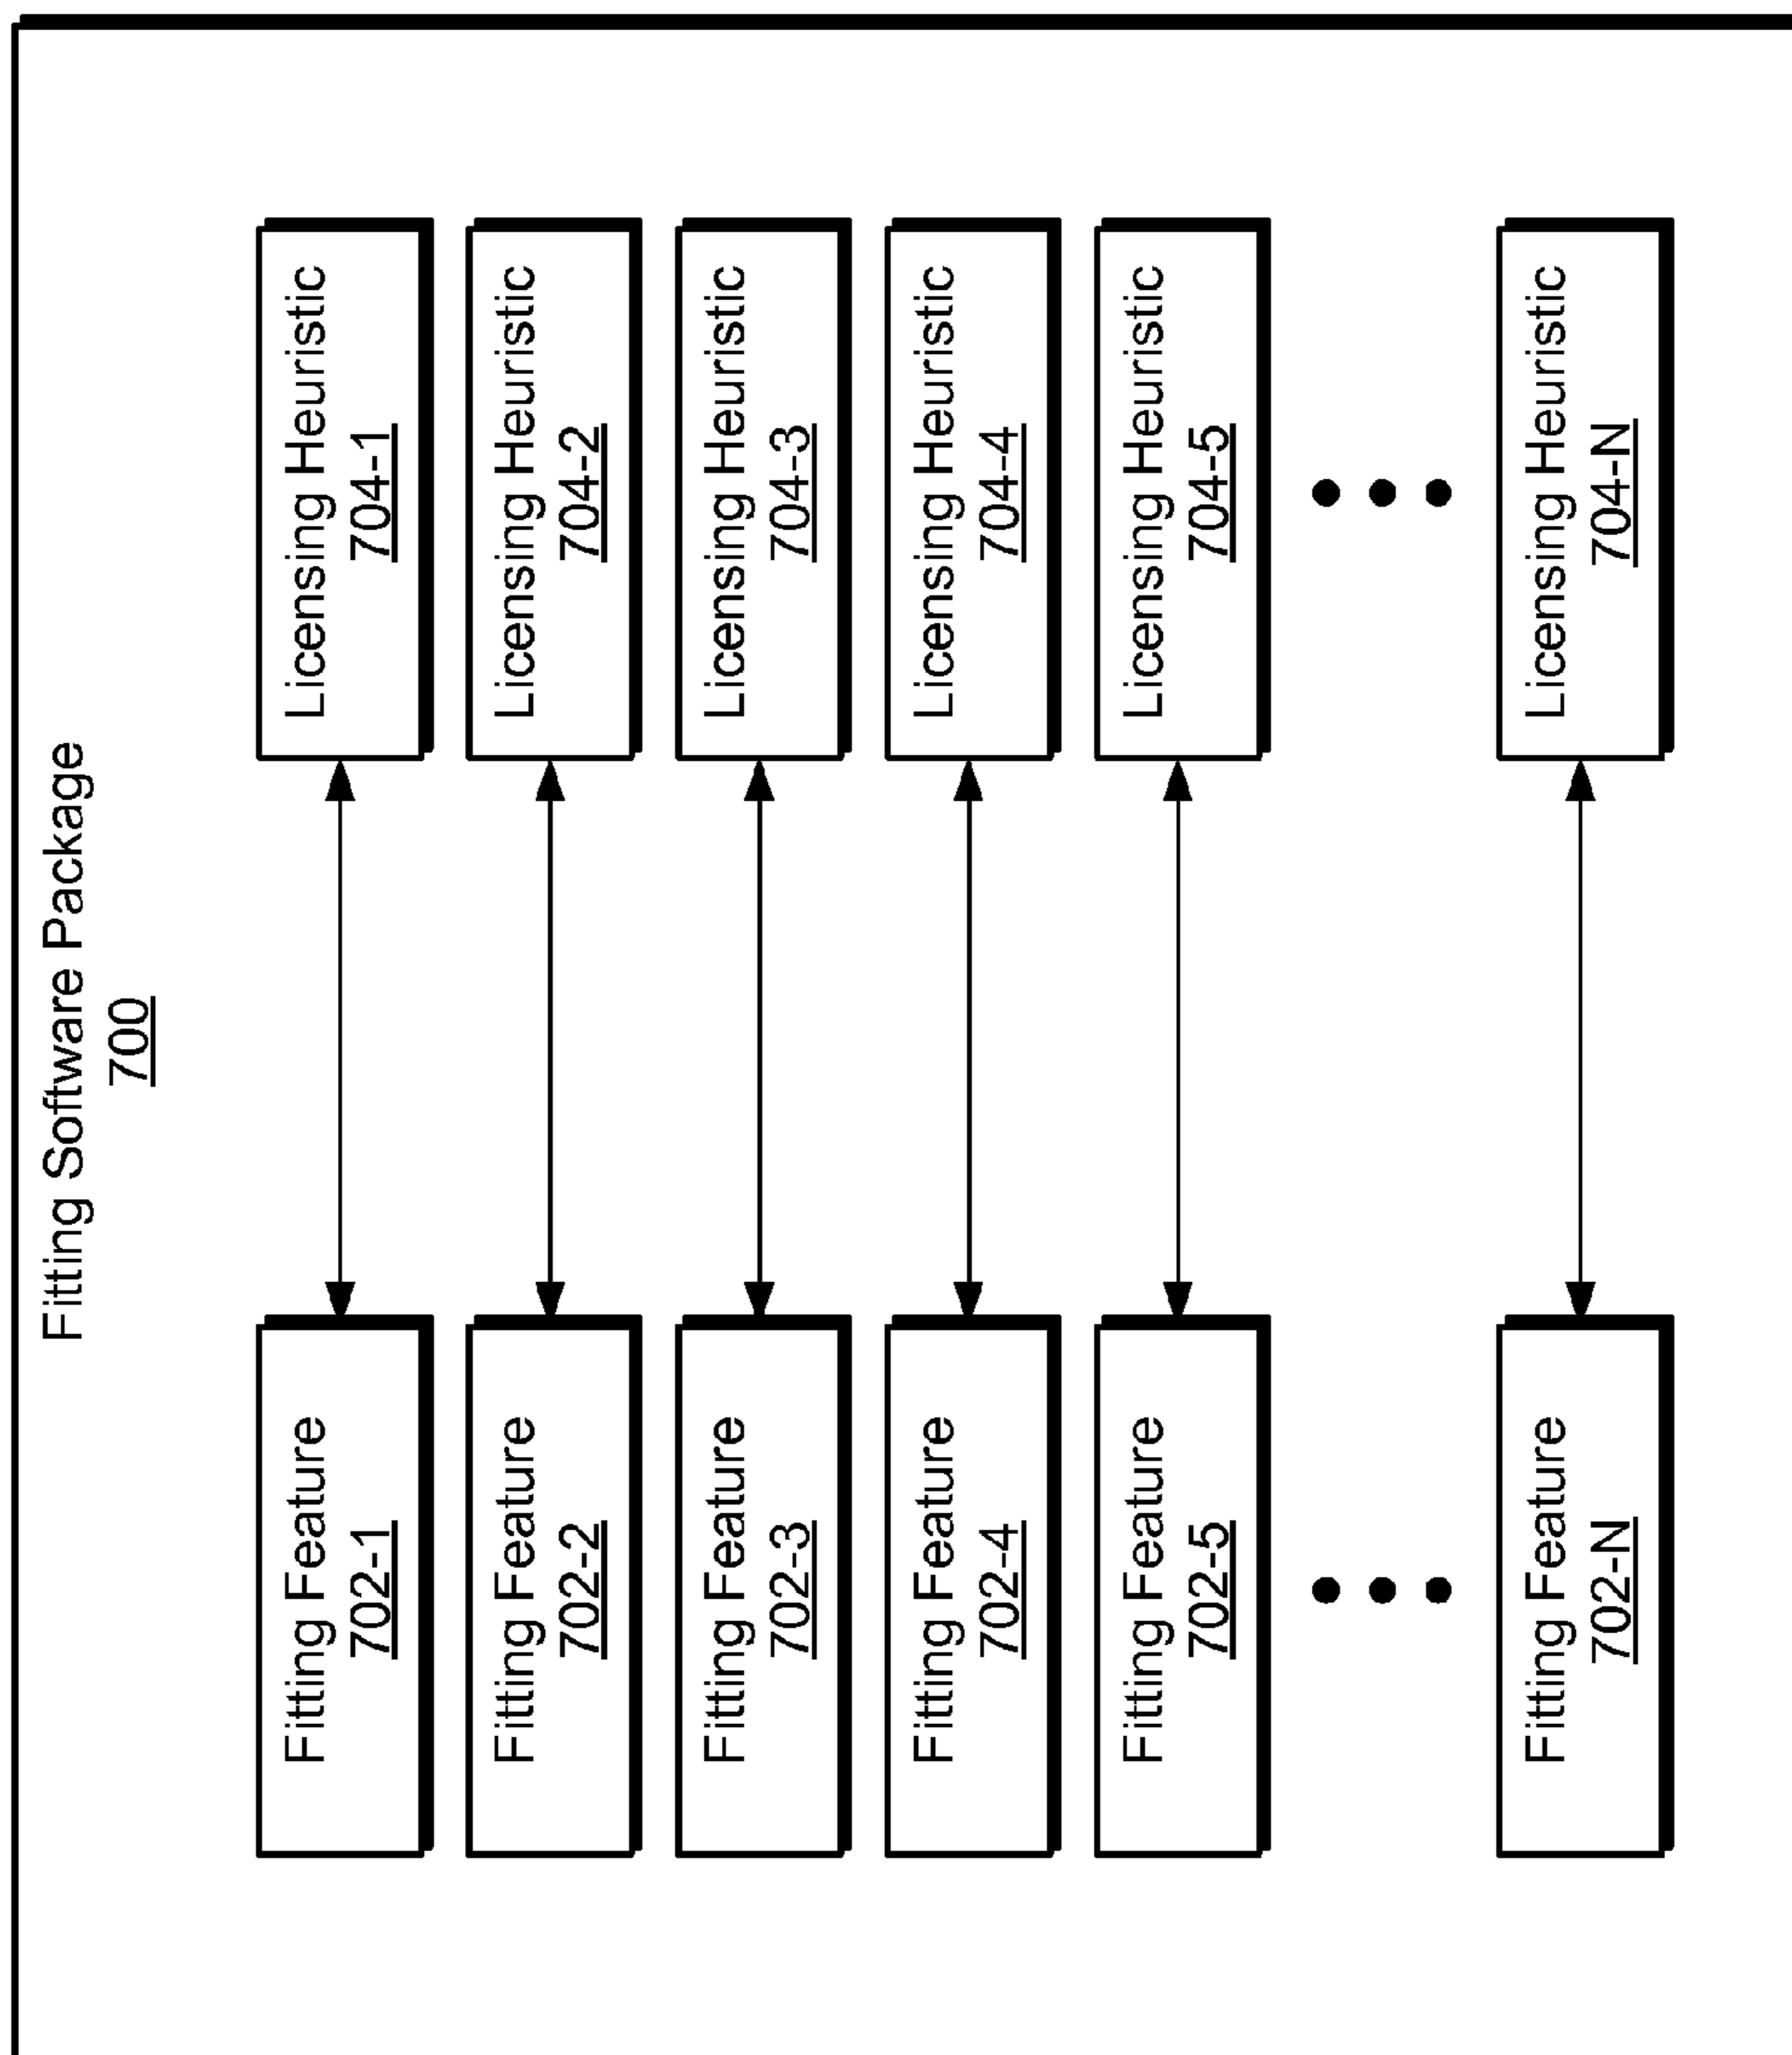 Fitting Software Package
700
Fitting Feature
702-1
Licensing Heuristic
704-1
Fitting Feature
702-2
Licensing Heuristic
704-2
Fitting Feature
702-3
Licensing Heuristic
704-3
Fitting Feature
702-4
Licensing Heuristic
704-4
Fitting Feature
702-5
Licensing Heuristic
704-5
Fitting Feature
702-N
Licensing Heuristic
704-N